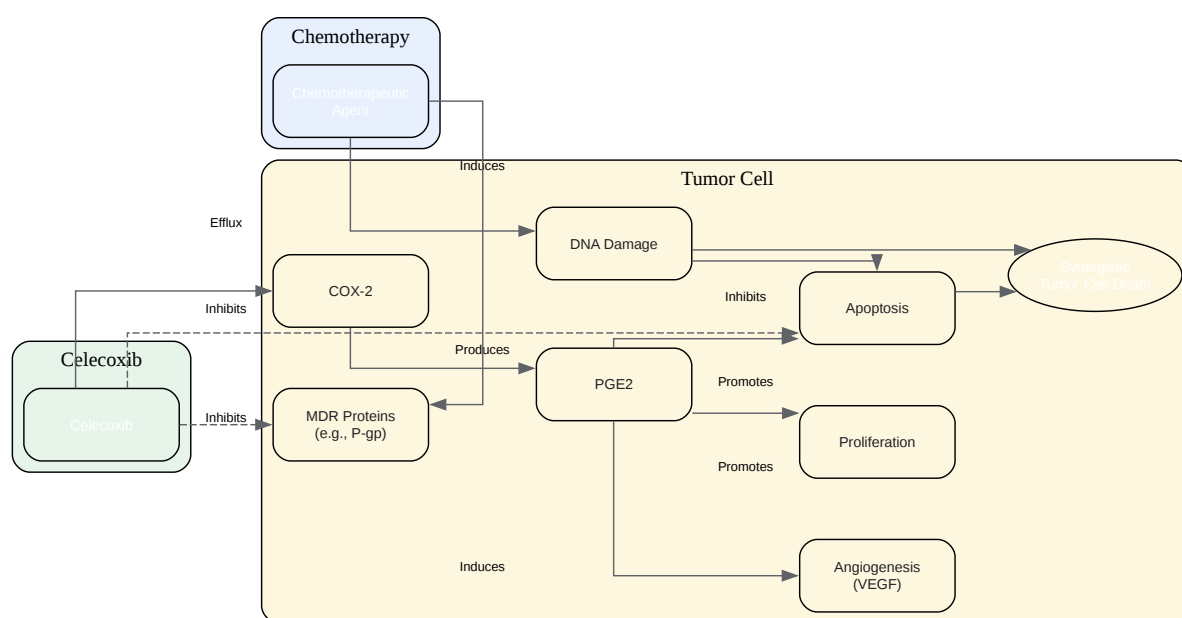 Chemotherapy
Chemotherapeutic
Agent
Induces
Tumor Cell
Efflux
DNA Damage
Synergistic
Tumor Cell Death
COX-2
Inhibits
Inhibits
Apoptosis
Celecoxib
Produces
PGE2
Promotes
Celecoxib
Inhibits
MDR Proteins
(e.g., P-gp)
Proliferation
Promotes
Induces
Angiogenesis
(VEGF)